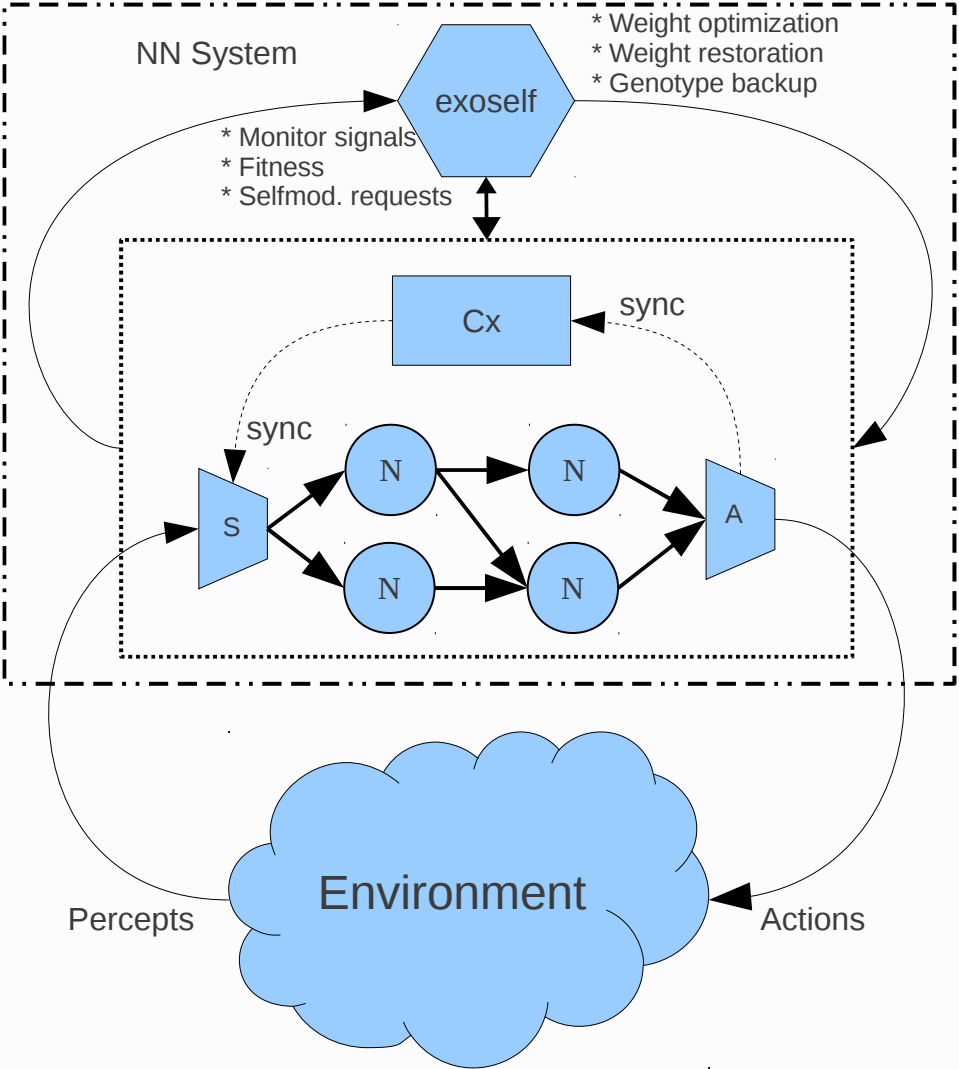 * Weight optimization
NN System
* Weight restoration
* Genotype backup
exoself
* Monitor signals
* Fitness
* Selfmod. requests
Cx
sync
sync
N
N
S
A
N
N
Environment
Percepts
Actions